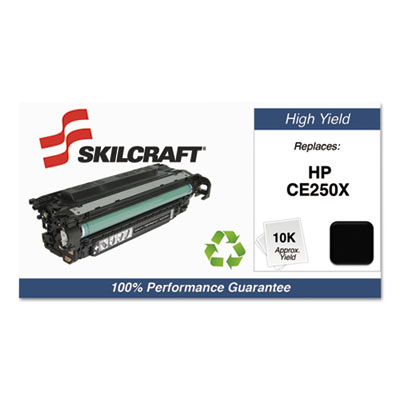 High Yield
SKILCRAFT
Replaces:
HP
CE250X
10K
Approx.
Yield
100% Performance Guarantee